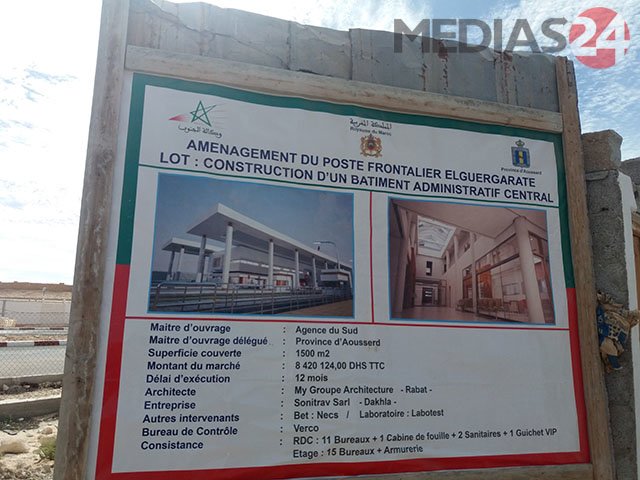 MEDIAS24
وكالة الجنوب
المملكة المغربية
Royaume du Maroc
Province d'Aousserd
AMENAGEMENT DU POSTE FRONTALIER ELGUERGARATE
LOT : CONSTRUCTION D'UN BATIMENT ADMINISTRATIF CENTRAL
Maitre d'ouvrage : Agence du Sud
Maitre d'ouvrage délégué : Province d'Aousserd
Superficie couverte : 1500 m2
Montant du marché : 8 420 124,00 DHS TTC
Délai d'exécution : 12 mois
Architecte : My Groupe Architecture - Rabat -
Entreprise : Sonitrav Sarl - Dakhla -
Autres intervenants : Bet : Necs / Laboratoire : Labotest
Bureau de Contrôle : Verco
Consistance : RDC : 11 Bureaux + 1 Cabine de fouille + 2 Sanitaires + 1 Guichet VIP
Etage : 15 Bureaux + Armurerie